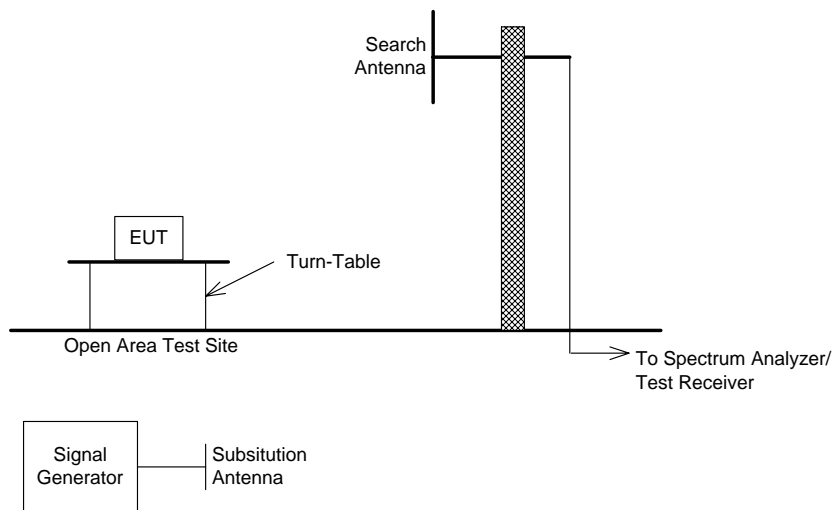 Search
Antenna
EUT
Turn-Table
Open Area Test Site
To Spectrum Analyzer/
Test Receiver
Signal
Generator
Subsitution
Antenna